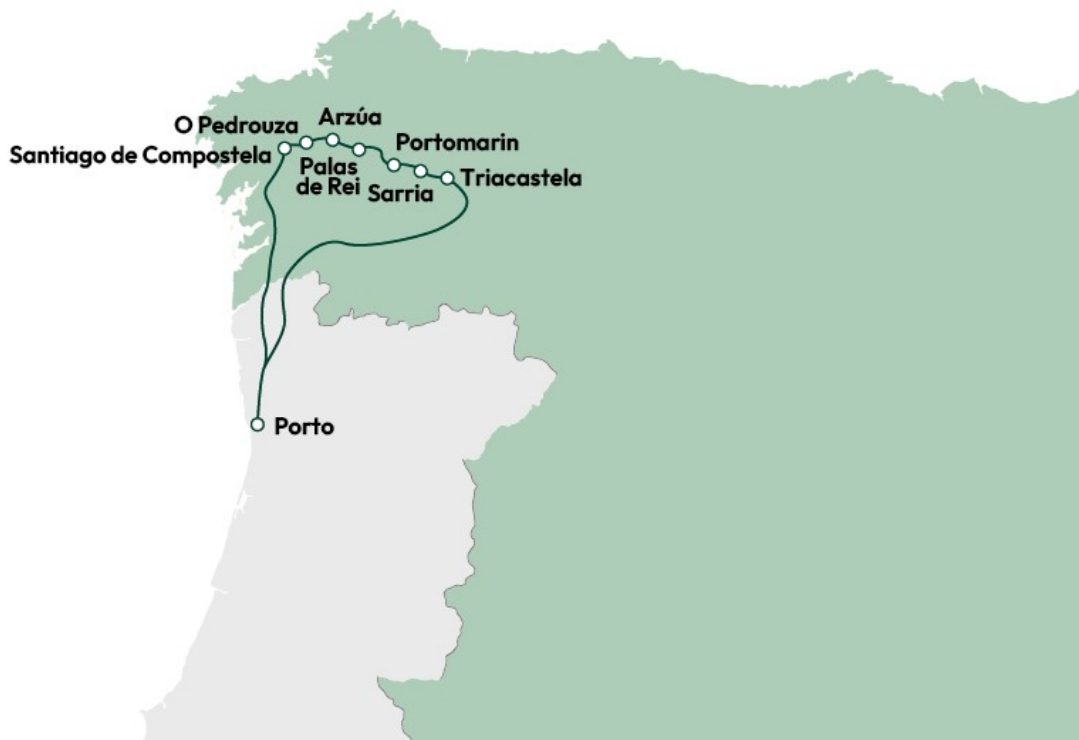 Arzúa
O Pedrouza
Portomarin
Santiago de Compostela
Palas
de Rei
Triacastela
Sarria
Porto